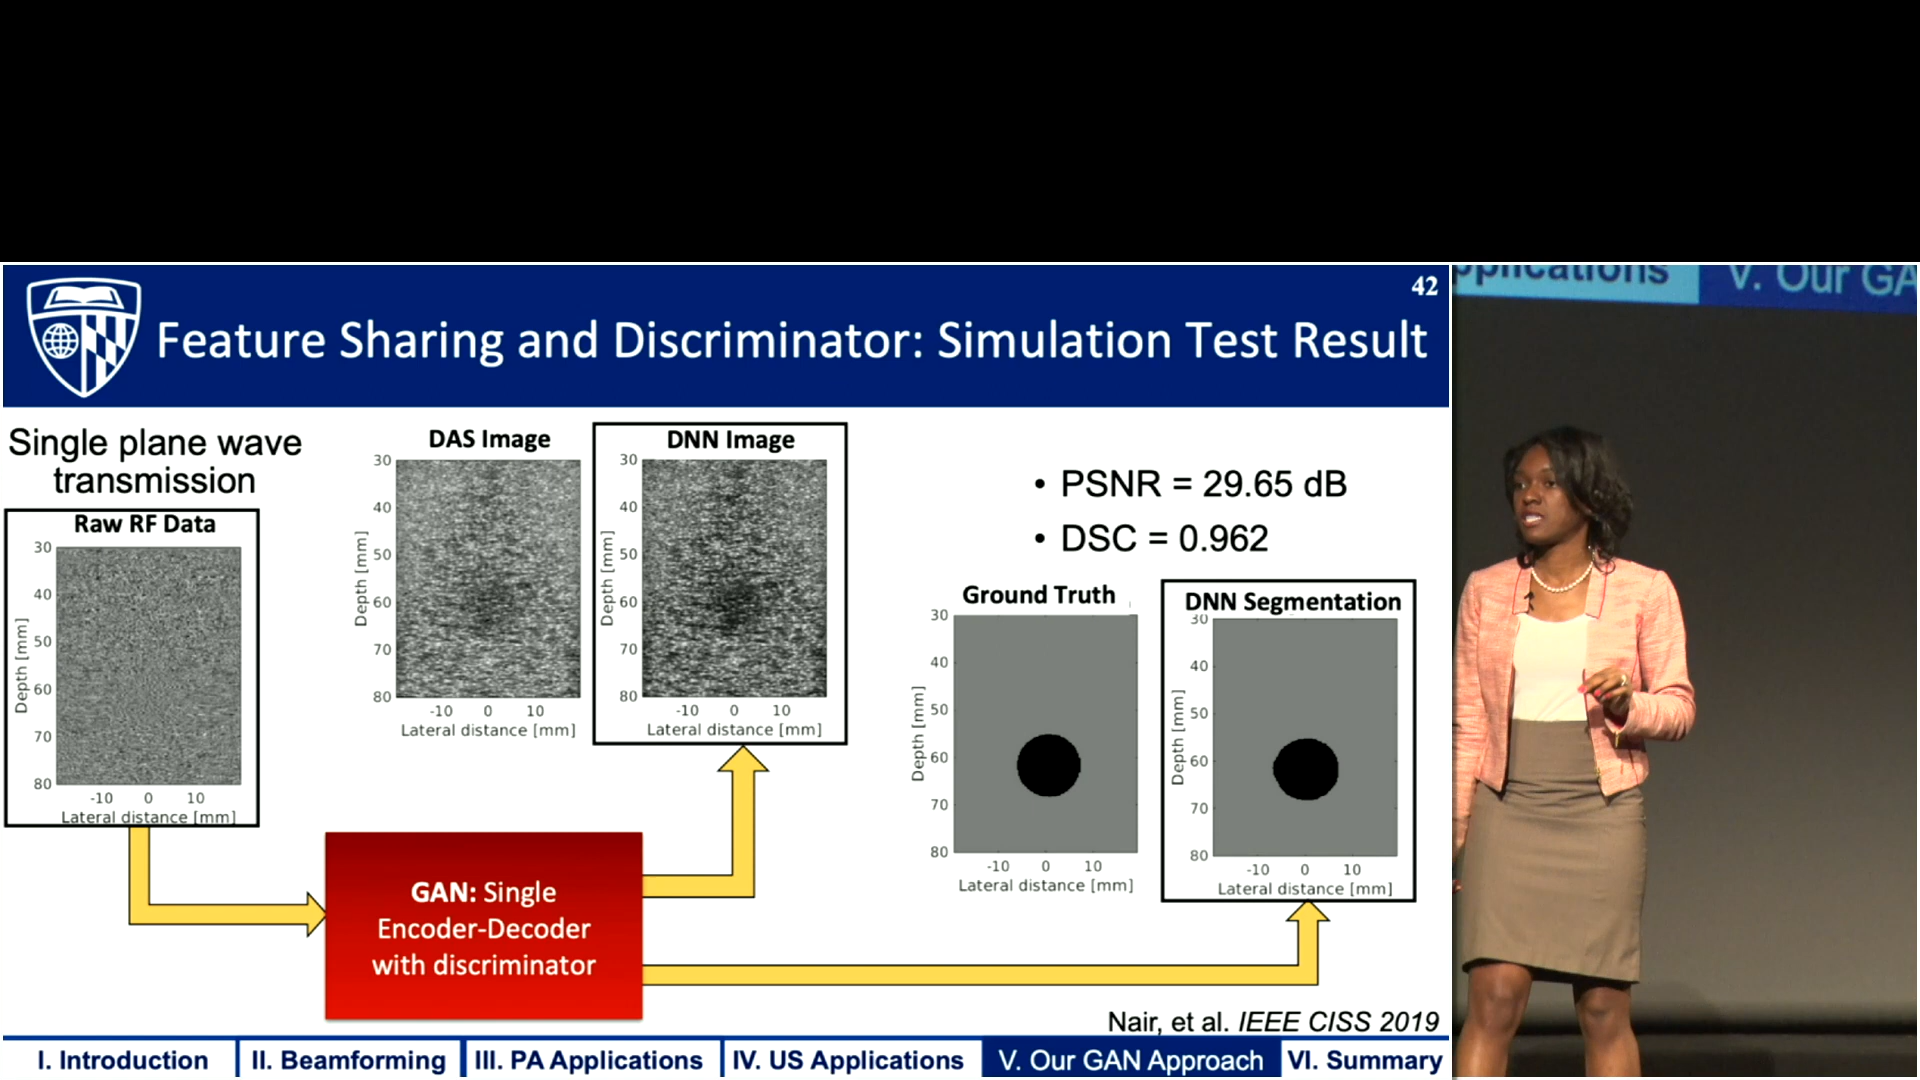 42
Feature Sharing and Discriminator: Simulation Test Result
Single plane wave
transmission
Raw RF Data
30
40
50
60
70
80
Depth [mm]
-10 0 10
Lateral distance [mm]
DAS Image
30
40
50
60
70
80
Depth [mm]
-10 0 10
Lateral distance [mm]
DNN Image
30
40
50
60
70
80
Depth [mm]
-10 0 10
Lateral distance [mm]
• PSNR = 29.65 dB
• DSC = 0.962
Ground Truth
30
40
50
60
70
80
Depth [mm]
-10 0 10
Lateral distance [mm]
DNN Segmentation
30
40
50
60
70
80
Depth [mm]
-10 0 10
Lateral distance [mm]
GAN: Single
Encoder-Decoder
with discriminator
Nair, et al. IEEE CISS 2019
I. Introduction II. Beamforming III. PA Applications IV. US Applications V. Our GAN Approach VI. Summary
pplications V. Our GA